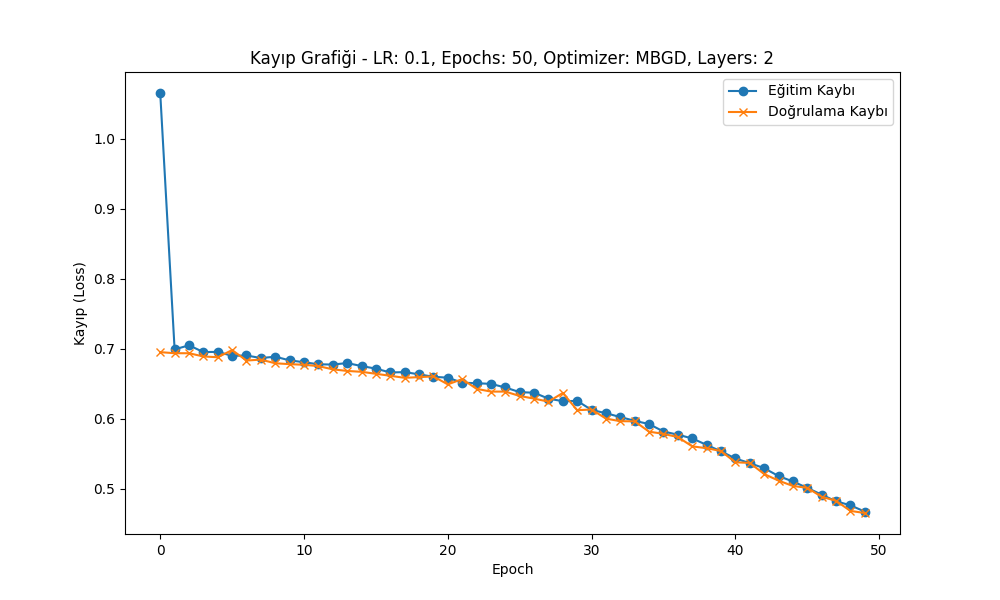 Kayıp Grafiği - LR: 0.1, Epochs: 50, Optimizer: MBGD, Layers: 2
Eğitim Kaybı
Doğrulama Kaybı
Kayıp (Loss)
1.0
0.9
0.8
0.7
0.6
0.5
0 10 20 30 40 50
Epoch